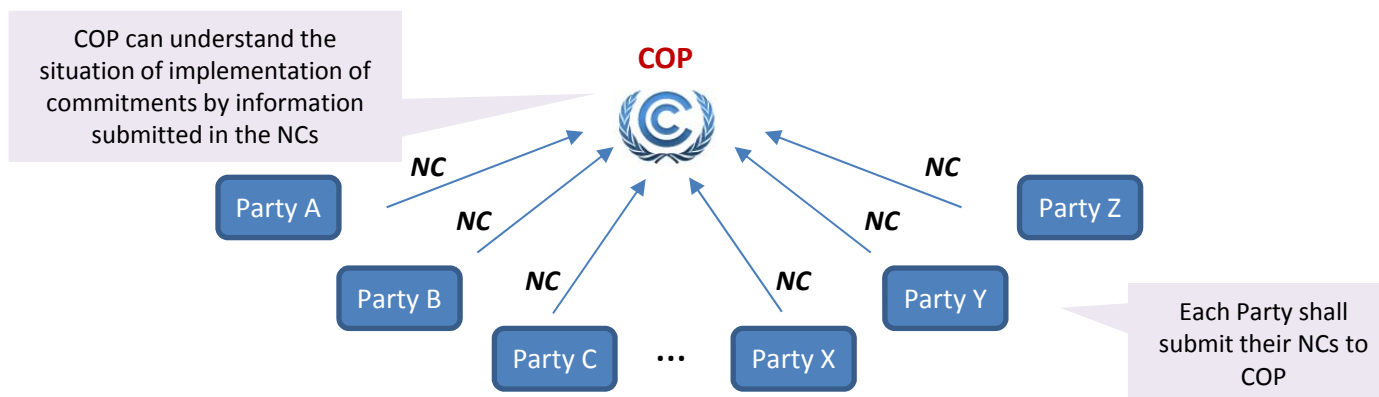 COP can understand the
situation of implementation of
commitments by information
submitted in the NCs
COP
NC
NC
NC
NC
NC
NC
Party A
Party B
Party C
...
Party X
Party Y
Party Z
Each Party shall
submit their NCs to
COP